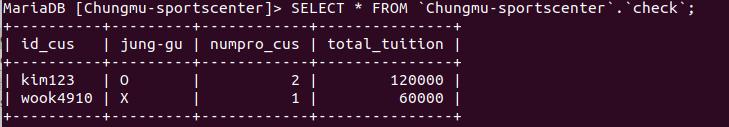 MariaDB [Chungmu-sportscenter]> SELECT * FROM `Chungmu-sportscenter`.`check`;
+----------+---------+------------+---------------+
| id_cus   | jung-gu | numpro_cus | total_tuition |
+----------+---------+------------+---------------+
| kim123   | O       |          2 |        120000 |
| wook4910 | X       |          1 |         60000 |
+----------+---------+------------+---------------+